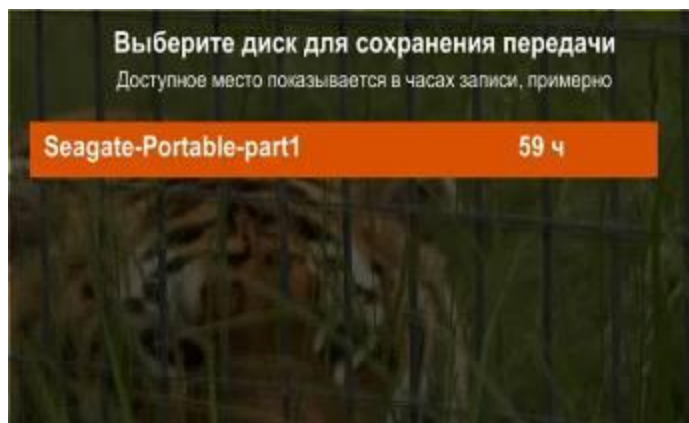 Выберите диск для сохранения передачи
Доступное место показывается в часах записи, примерно
Seagate-Portable-part1 59 ч